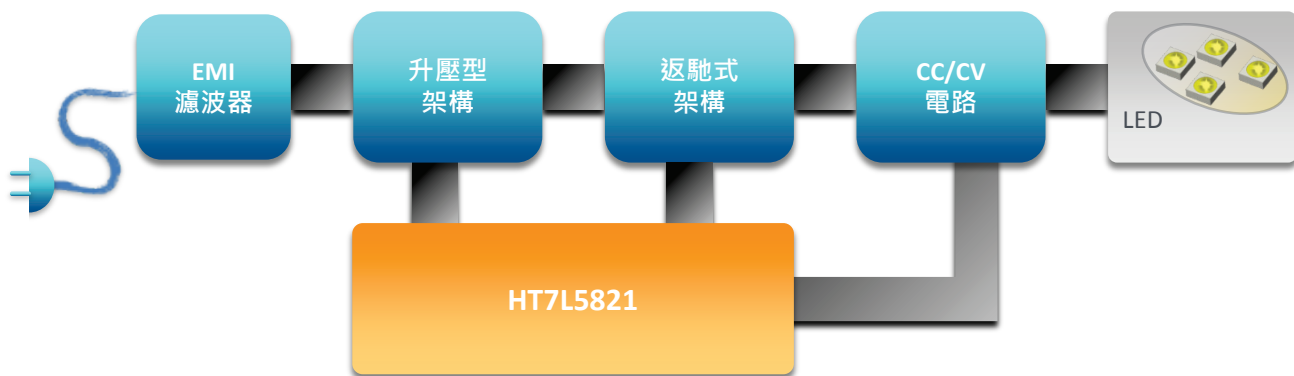 EMI
濾波器
升壓型
架構
返馳式
架構
CC/CV
電路
LED
HT7L5821